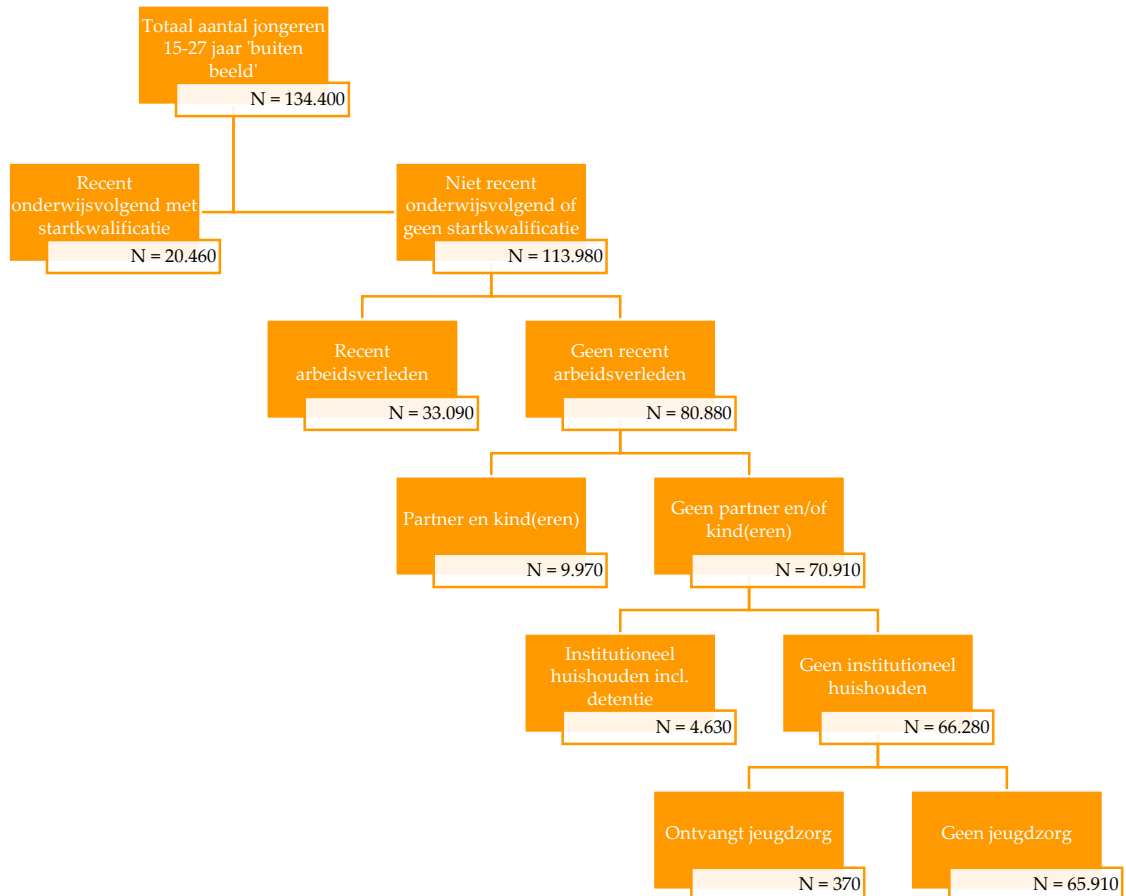 Totaal aantal jongeren
15-27 jaar 'buiten
beeld'
N = 134.400
Recent
onderwijsvolgend met
startkwalificatie
N = 20.460
Niet recent
onderwijsvolgend of
geen startkwalificatie
N = 113.980
Recent
arbeidsverleden
N = 33.090
Geen recent
arbeidsverleden
N = 80.880
Partner en kind(eren)
N = 9.970
Geen partner en/of
kind(eren)
N = 70.910
Institutioneel
huishouden incl.
detentie
N = 4.630
Geen institutioneel
huishouden
N = 66.280
Ontvangt jeugdzorg
N = 370
Geen jeugdzorg
N = 65.910